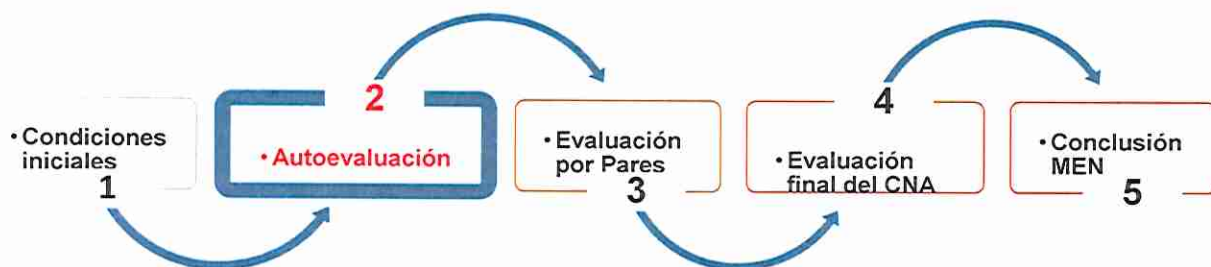 • Condiciones
iniciales
1
2
• Autoevaluación
• Evaluación
por Pares
3
4
• Evaluación
final del CNA
• Conclusión
MEN
5